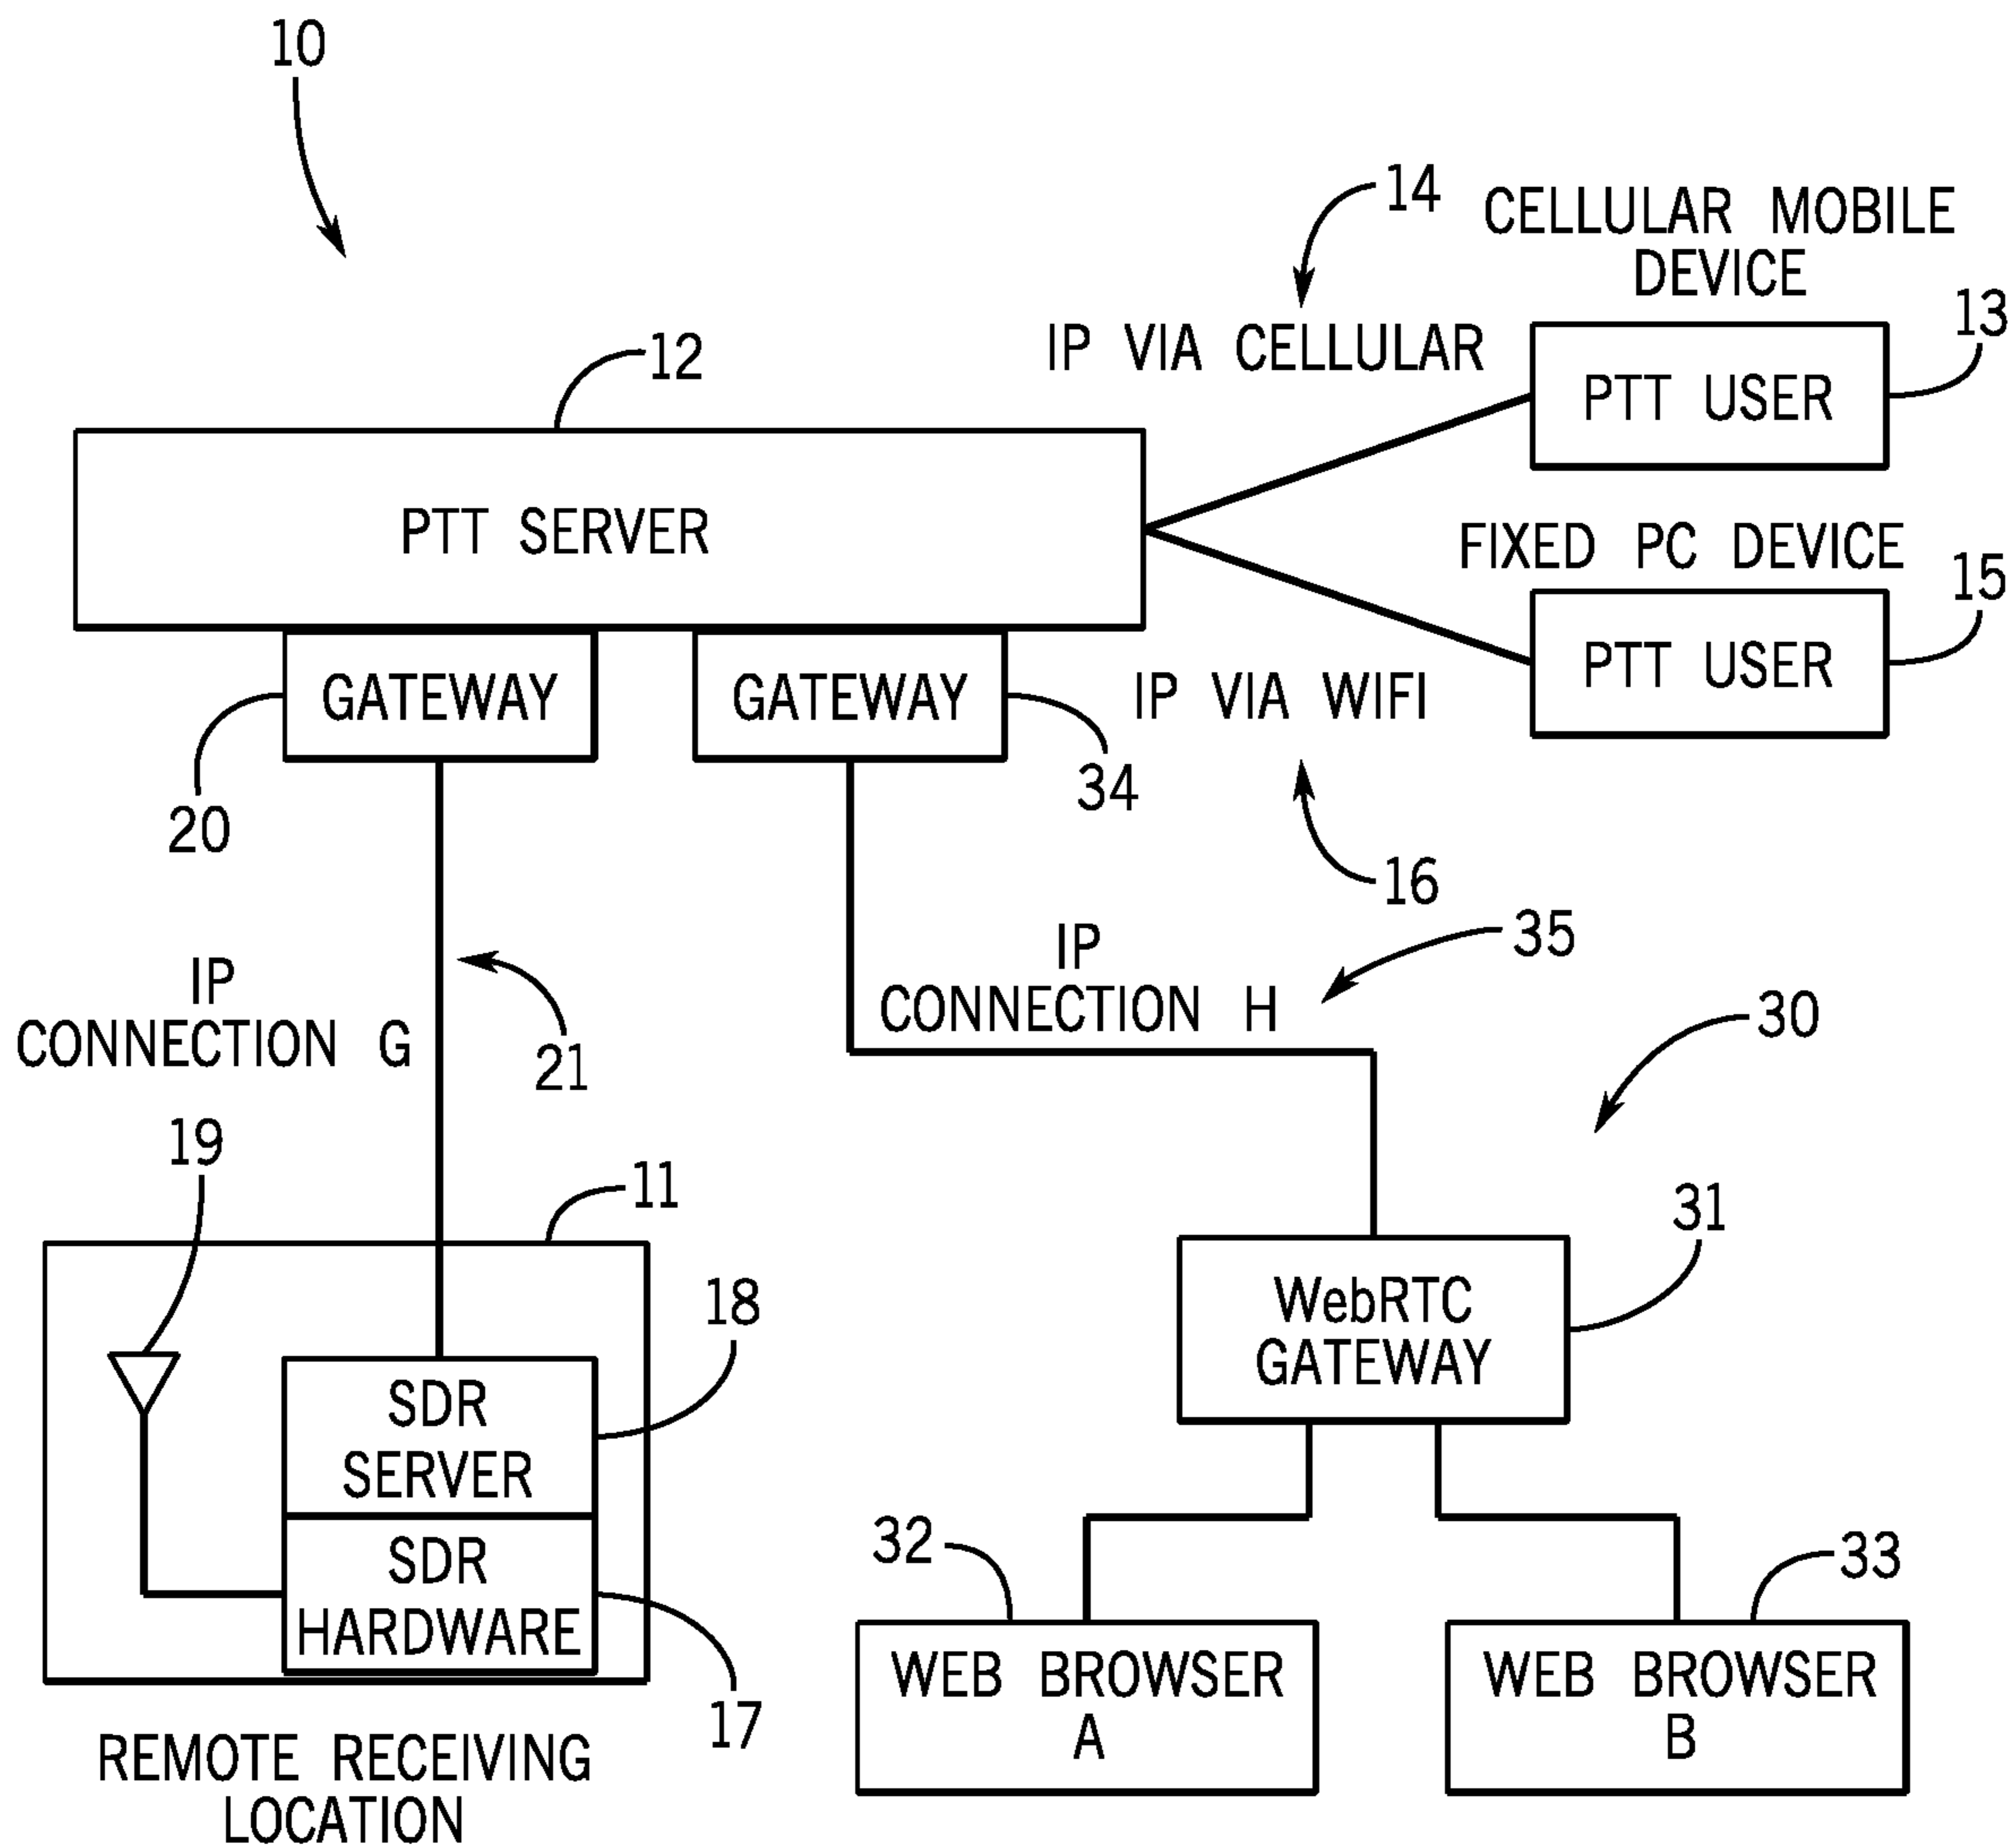 10
14
CELLULAR MOBILE
DEVICE
13
IP VIA CELLULAR
12
PTT USER
PTT SERVER
FIXED PC DEVICE
15
PTT USER
GATEWAY
GATEWAY
IP VIA WIFI
20
34
16
35
IP
CONNECTION G
21
IP
CONNECTION H
30
19
11
31
18
WebRTC
GATEWAY
SDR
SERVER
SDR
HARDWARE
17
32
33
WEB BROWSER
A
WEB BROWSER
B
REMOTE RECEIVING
LOCATION